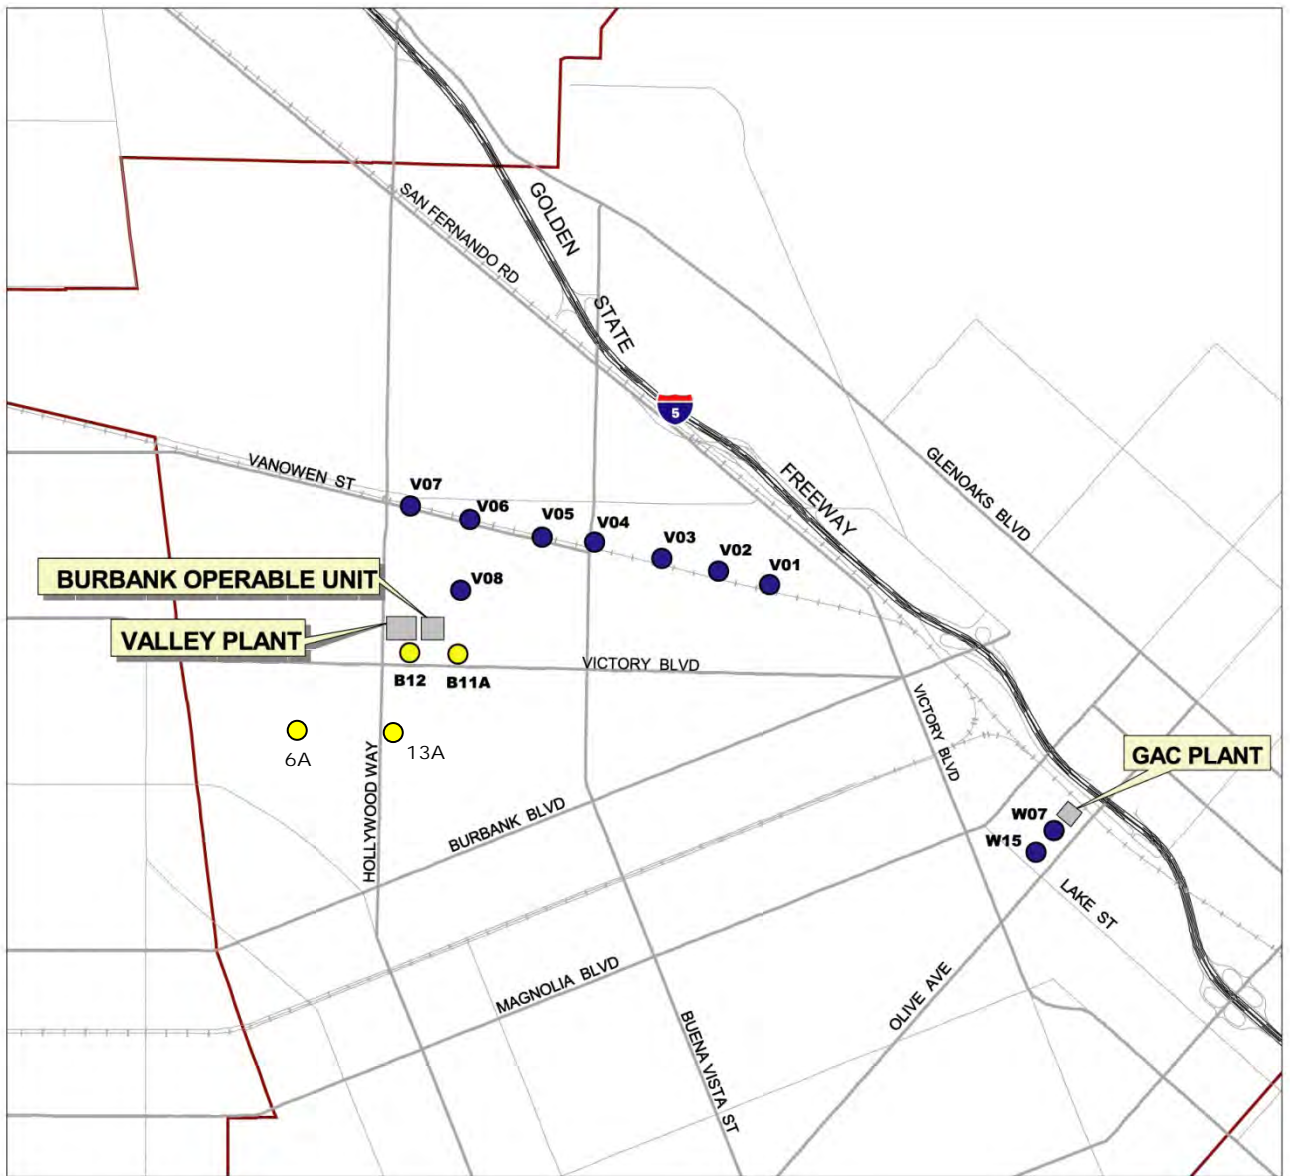 GOLDEN
SAN FERNANDO RD
STATE
5
FREEWAY
GLENOAKS BLVD
VANOWEN ST
V07
V06
V05
V04
V03
V02
V01
BURBANK OPERABLE UNIT
V08
VALLEY PLANT
B12
B11A
VICTORY BLVD
VICTORY BLVD
6A
13A
HOLLYWOOD WAY
GAC PLANT
BURBANK BLVD
W07
W15
LAKE ST
MAGNOLIA BLVD
OLIVE AVE
BUENA VISTA ST